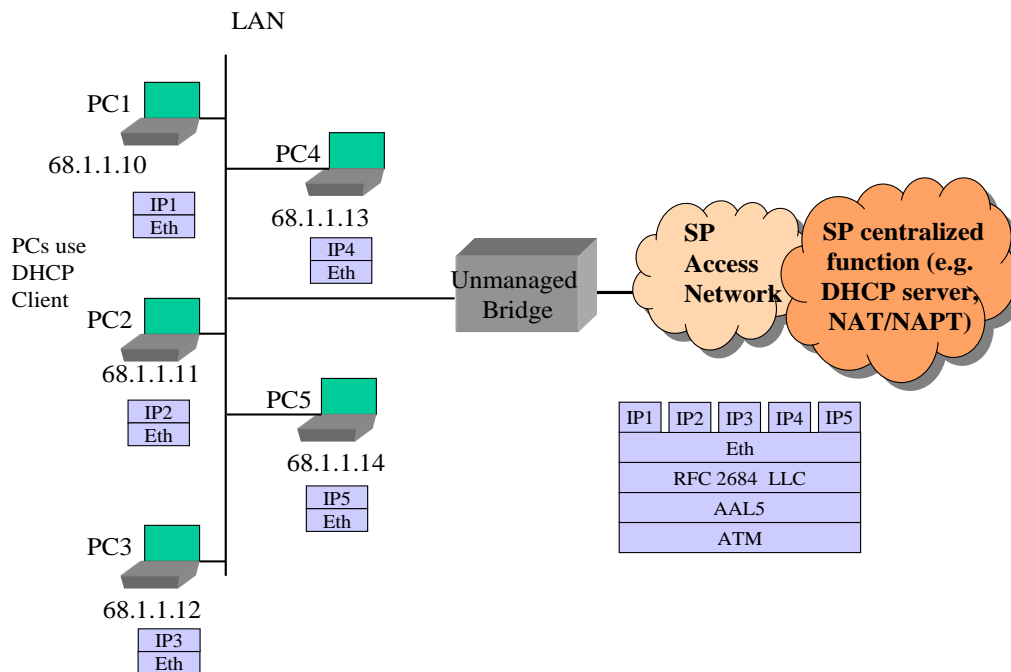 LAN
PC1
68.1.1.10
IP1
Eth
PC4
68.1.1.13
IP4
Eth
PCs use
DHCP
Client
PC2
68.1.1.11
IP2
Eth
PC5
68.1.1.14
IP5
Eth
PC3
68.1.1.12
IP3
Eth
Unmanaged
Bridge
SP
Access
Network
SP centralized
function (e.g.
DHCP server,
NAT/NAPT)
IP1 IP2 IP3 IP4 IP5
Eth
RFC 2684 LLC
AAL5
ATM